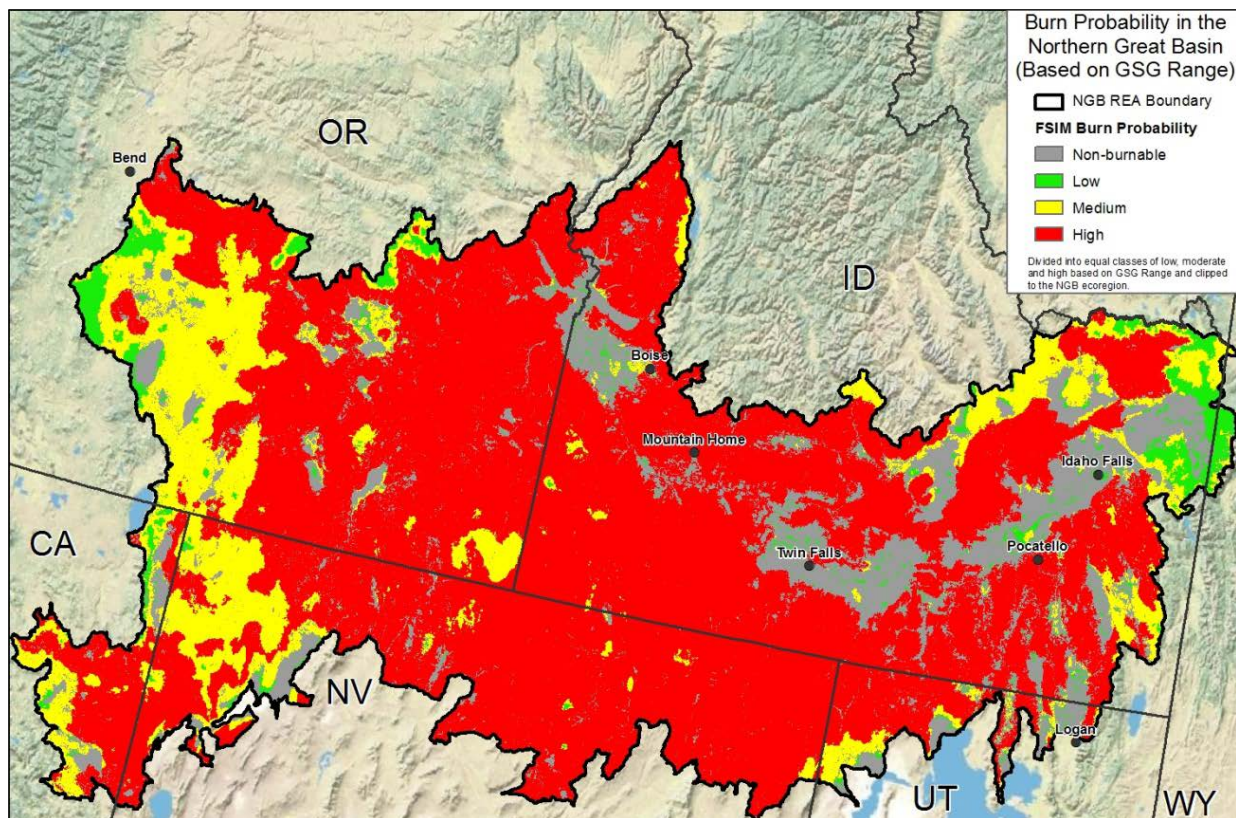 Burn Probability in the
Northern Great Basin
(Based on GSG Range)
NGB REA Boundary
FSIM Burn Probability
Non-burnable
Low
Medium
High
Divided into equal classes of low, moderate
and high based on GSG Range and clipped
to the NGB ecoregion.
OR
Bend
ID
Boise
Mountain Home
Idaho Falls
CA
Twin Falls
Pocatello
NV
Logan
UT
WY